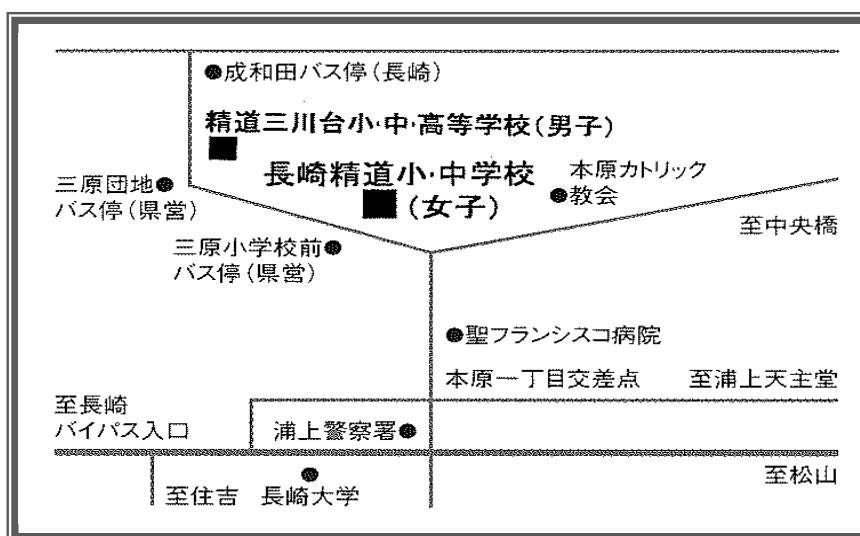 成和田バス停(長崎)
精道三川台小・中・高等学校(男子)
長崎精道小・中学校
(女子)
本原カトリック
教会
三原団地
バス停(県営)
至中央橋
三原小学校前
バス停(県営)
聖フランシスコ病院
本原一丁目交差点
至浦上天主堂
至長崎
バイパス入口
浦上警察署
至松山
至住吉
長崎大学